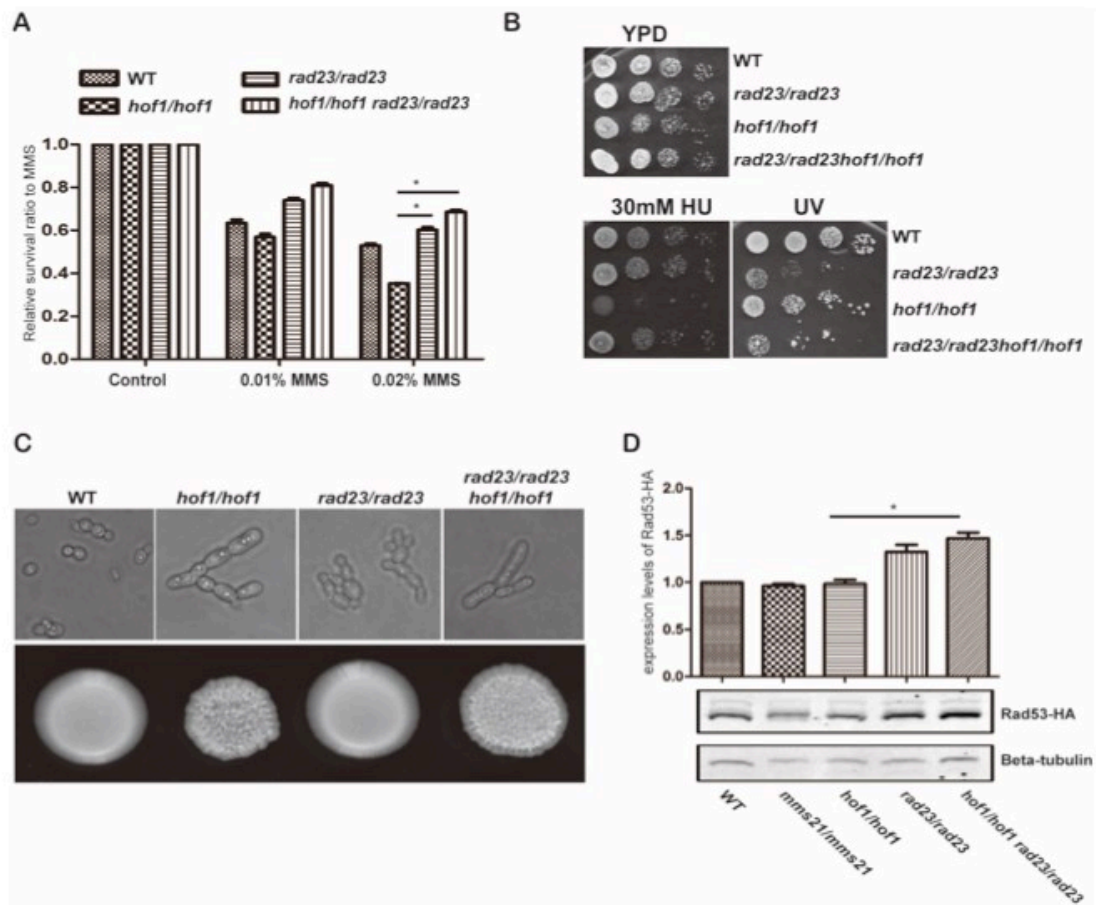 A
WT
rad23/rad23
hof1/hof1
hof1/hof1 rad23/rad23
Relative survival ratio to MMS
1.0
0.8
0.6
0.4
0.2
0.0
*
*
Control
0.01% MMS
0.02% MMS
B
YPD
WT
rad23/rad23
hof1/hof1
rad23/rad23hof1/hof1
30mM HU
UV
WT
rad23/rad23
hof1/hof1
rad23/rad23hof1/hof1
C
WT
hof1/hof1
rad23/rad23
rad23/rad23
hof1/hof1
D
expression levels of Rad53-HA
2.0
1.5
1.0
0.5
0.0
*
Rad53-HA
Beta-tubulin
WT
mms21/mms21
hof1/hof1
rad23/rad23
hof1/hof1 rad23/rad23